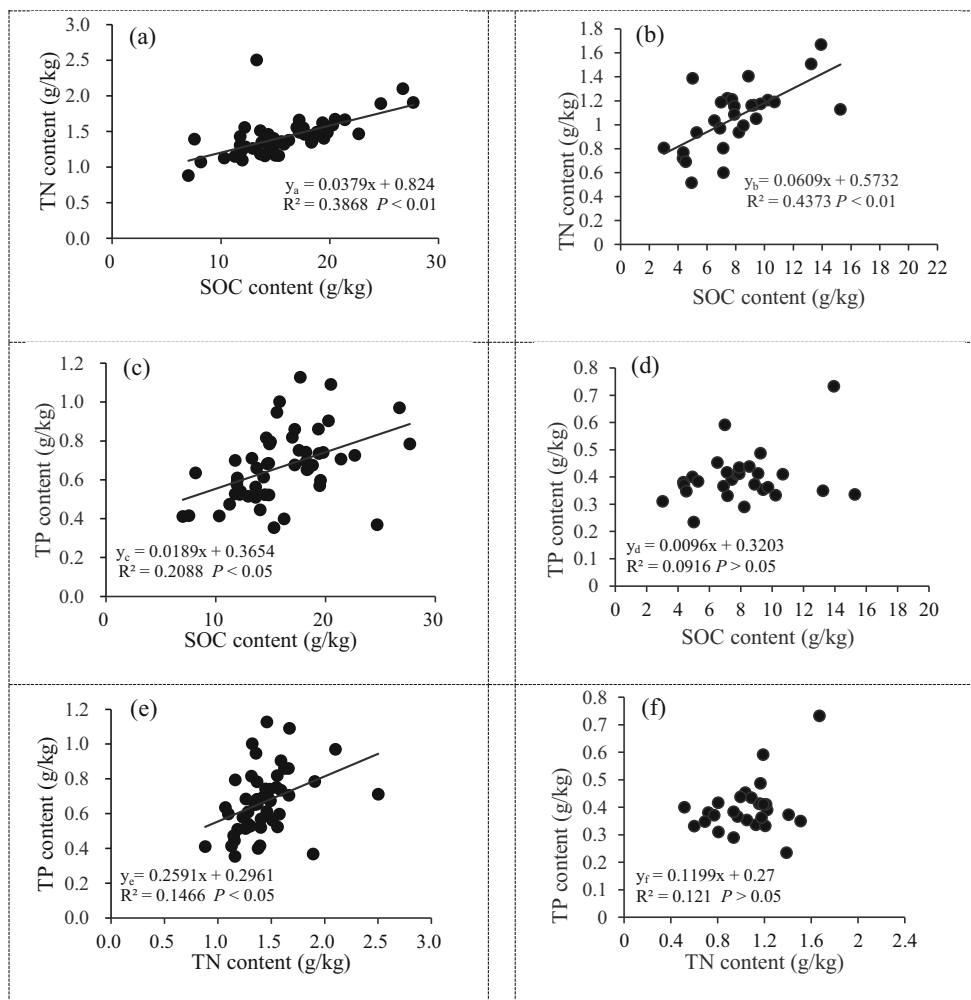 (a)
TN content (g/kg)
3.0
2.5
2.0
1.5
1.0
0.5
0.0
yₐ = 0.0379x + 0.824
R² = 0.3868 P < 0.01
0 10 20 30
SOC content (g/kg)
(b)
TN content (g/kg)
1.8
1.6
1.4
1.2
1
0.8
0.6
0.4
0.2
0
y_b = 0.0609x + 0.5732
R² = 0.4373 P < 0.01
0 2 4 6 8 10 12 14 16 18 20 22
SOC content (g/kg)
(c)
TP content (g/kg)
1.2
1.0
0.8
0.6
0.4
0.2
0.0
y_c = 0.0189x + 0.3654
R² = 0.2088 P < 0.05
0 10 20 30
SOC content (g/kg)
(d)
TP content (g/kg)
0.8
0.7
0.6
0.5
0.4
0.3
0.2
0.1
0
y_d = 0.0096x + 0.3203
R² = 0.0916 P > 0.05
0 2 4 6 8 10 12 14 16 18 20
SOC content (g/kg)
(e)
TP content (g/kg)
1.2
1.0
0.8
0.6
0.4
0.2
0.0
yₑ = 0.2591x + 0.2961
R² = 0.1466 P < 0.05
0.0 0.5 1.0 1.5 2.0 2.5 3.0
TN content (g/kg)
(f)
TP content (g/kg)
0.8
0.7
0.6
0.5
0.4
0.3
0.2
0.1
0
y_f = 0.1199x + 0.27
R² = 0.121 P > 0.05
0 0.4 0.8 1.2 1.6 2 2.4
TN content (g/kg)